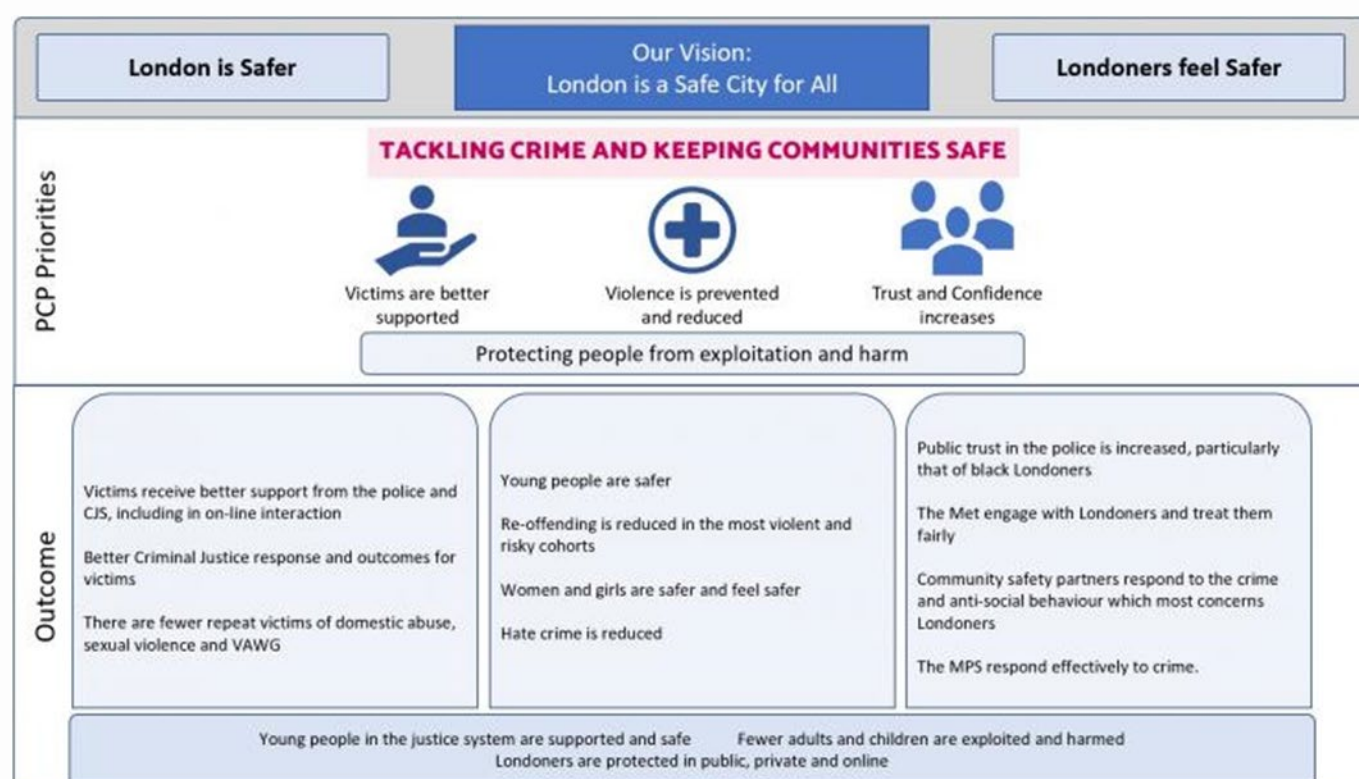 London is Safer
Our Vision:
London is a Safe City for All
Londoners feel Safer
PCP Priorities
TACKLING CRIME AND KEEPING COMMUNITIES SAFE
Victims are better
supported
Violence is prevented
and reduced
Trust and Confidence
increases
Protecting people from exploitation and harm
Outcome
Victims receive better support from the police and
CJS, including in on-line interaction
Better Criminal Justice response and outcomes for
victims
There are fewer repeat victims of domestic abuse,
sexual violence and VAWG
Young people are safer
Re-offending is reduced in the most violent and
risky cohorts
Women and girls are safer and feel safer
Hate crime is reduced
Public trust in the police is increased, particularly
that of black Londoners
The Met engage with Londoners and treat them
fairly
Community safety partners respond to the crime
and anti-social behaviour which most concerns
Londoners
The MPS respond effectively to crime.
Young people in the justice system are supported and safe Fewer adults and children are exploited and harmed
Londoners are protected in public, private and online